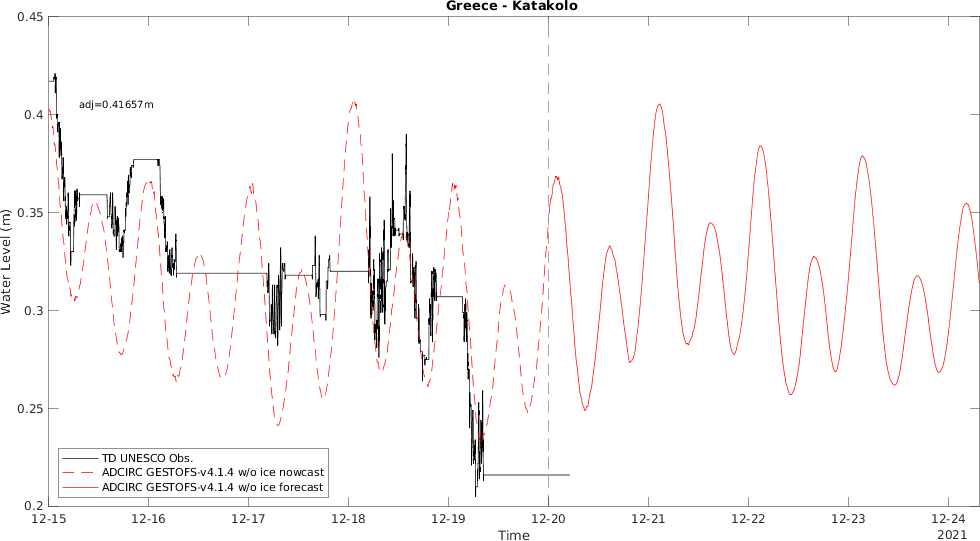 Greece - Katakolo
0.45
0.4
0.35
0.3
0.25
0.2
Water Level (m)
adj=0.41657m
TD UNESCO Obs.
ADCIRC GESTOFS-v4.1.4 w/o ice nowcast
ADCIRC GESTOFS-v4.1.4 w/o ice forecast
12-15 12-16 12-17 12-18 12-19 12-20 12-21 12-22 12-23 12-24
Time
2021